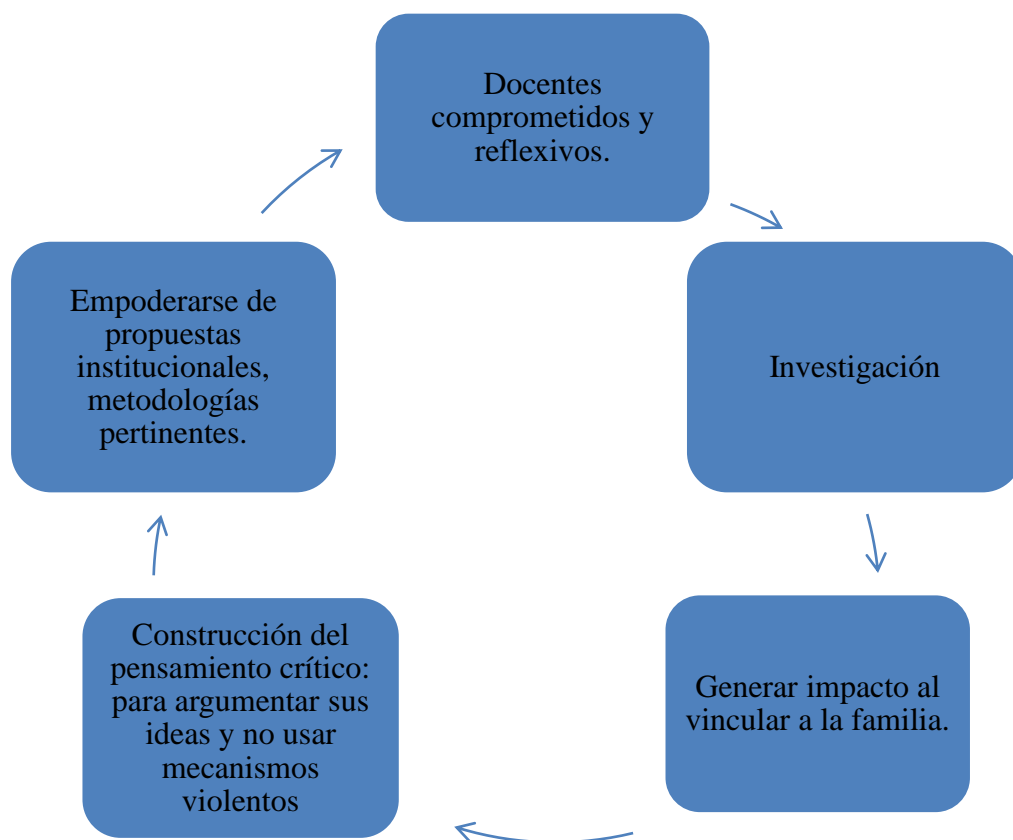 Docentes
comprometidos y
reflexivos.
Investigación
Generar impacto al
vincular a la familia.
Construcción del
pensamiento crítico:
para argumentar sus
ideas y no usar
mecanismos
violentos
Empoderarse de
propuestas
institucionales,
metodologías
pertinentes.